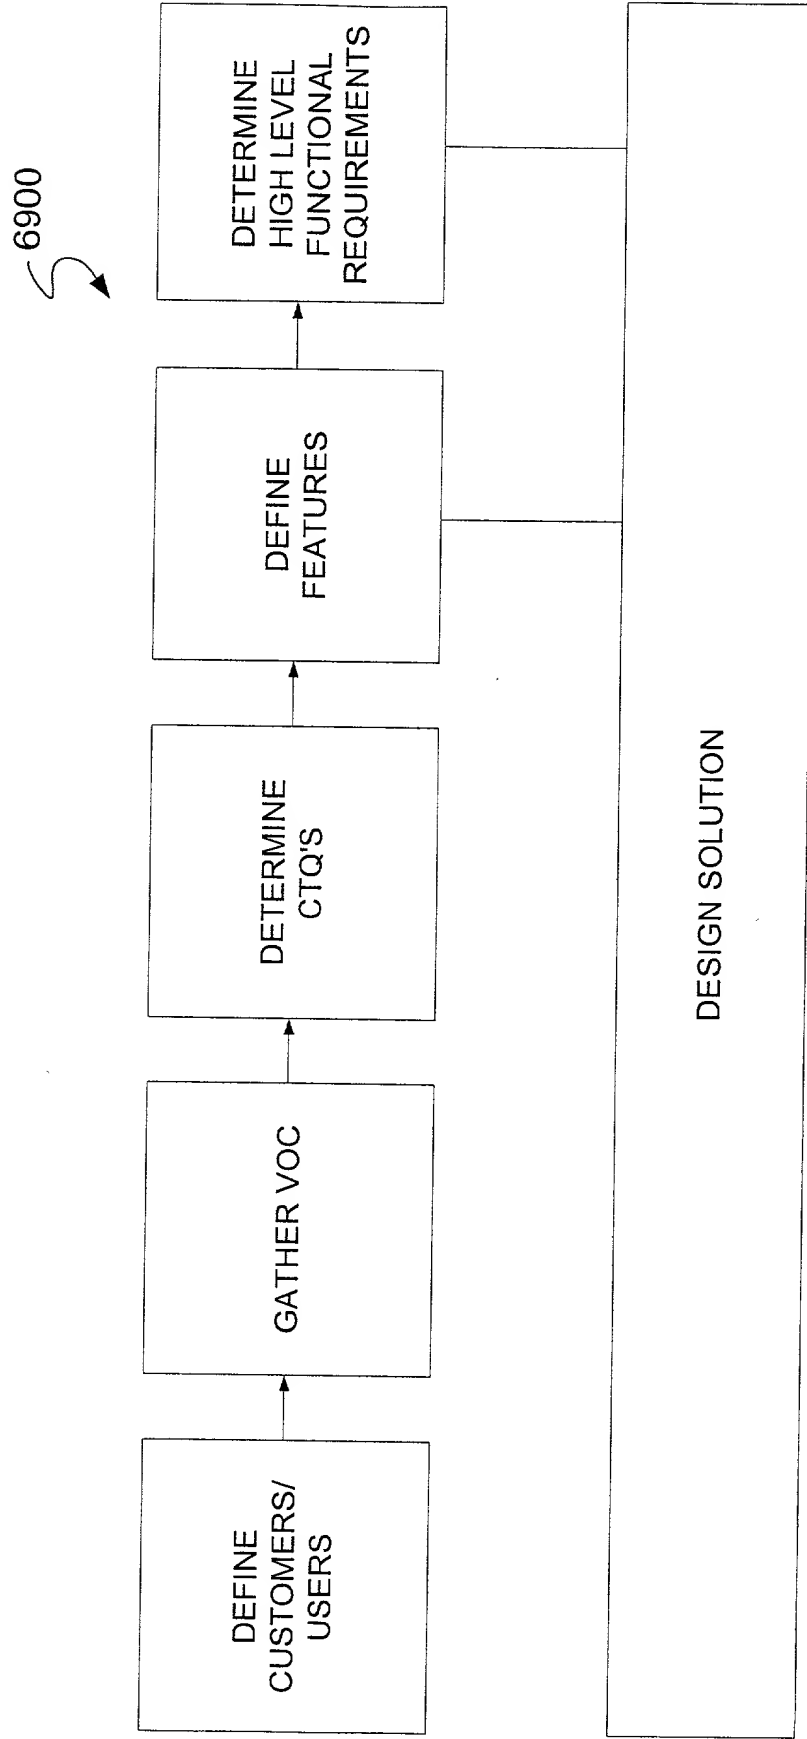 6900
DEFINE
CUSTOMERS/
USERS
GATHER VOC
DETERMINE
CTQ'S
DEFINE
FEATURES
DETERMINE
HIGH LEVEL
FUNCTIONAL
REQUIREMENTS
DESIGN SOLUTION